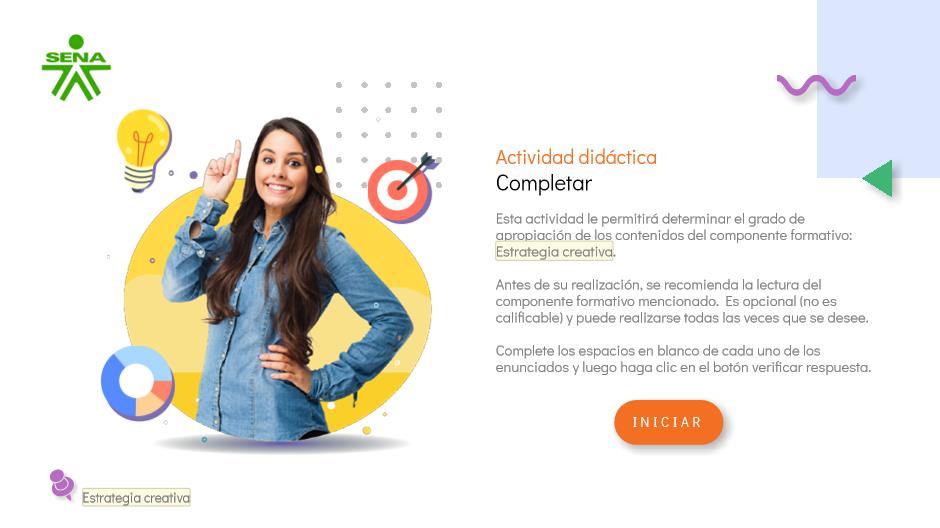 SENA
Actividad didáctica
Completar
Esta actividad le permitirá determinar el grado de
apropiación de los contenidos del componente formativo:
Estrategia creativa.
Antes de su realización, se recomienda la lectura del
componente formativo mencionado. Es opcional (no es
calificable) y puede realizarse todas las veces que se desee.
Complete los espacios en blanco de cada uno de los
enunciados y luego haga clic en el botón verificar respuesta.
INICIAR
Estrategia creativa